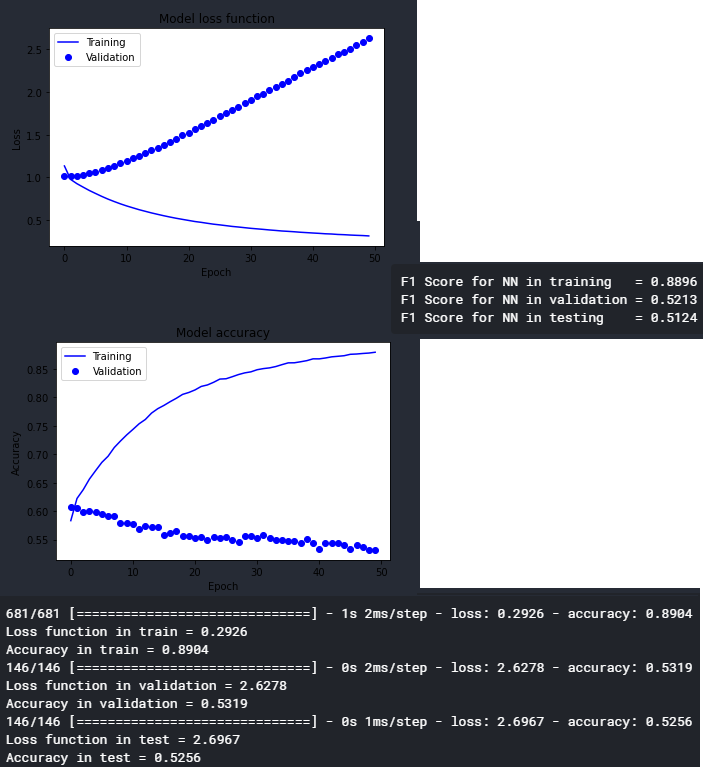 Model loss function
Training
Validation
2.5
2.0
1.5
1.0
0.5
Loss
0
10
20
30
40
50
Epoch
F1 Score for NN in training   = 0.8896
F1 Score for NN in validation = 0.5213
F1 Score for NN in testing    = 0.5124
Model accuracy
Training
Validation
0.85
0.80
0.75
0.70
0.65
0.60
0.55
Accuracy
0
10
20
30
40
50
Epoch
681/681 [==============================] - 1s 2ms/step - loss: 0.2926 - accuracy: 0.8904
Loss function in train = 0.2926
Accuracy in train = 0.8904
146/146 [==============================] - 0s 2ms/step - loss: 2.6278 - accuracy: 0.5319
Loss function in validation = 2.6278
Accuracy in validation = 0.5319
146/146 [==============================] - 0s 1ms/step - loss: 2.6967 - accuracy: 0.5256
Loss function in test = 2.6967
Accuracy in test = 0.5256